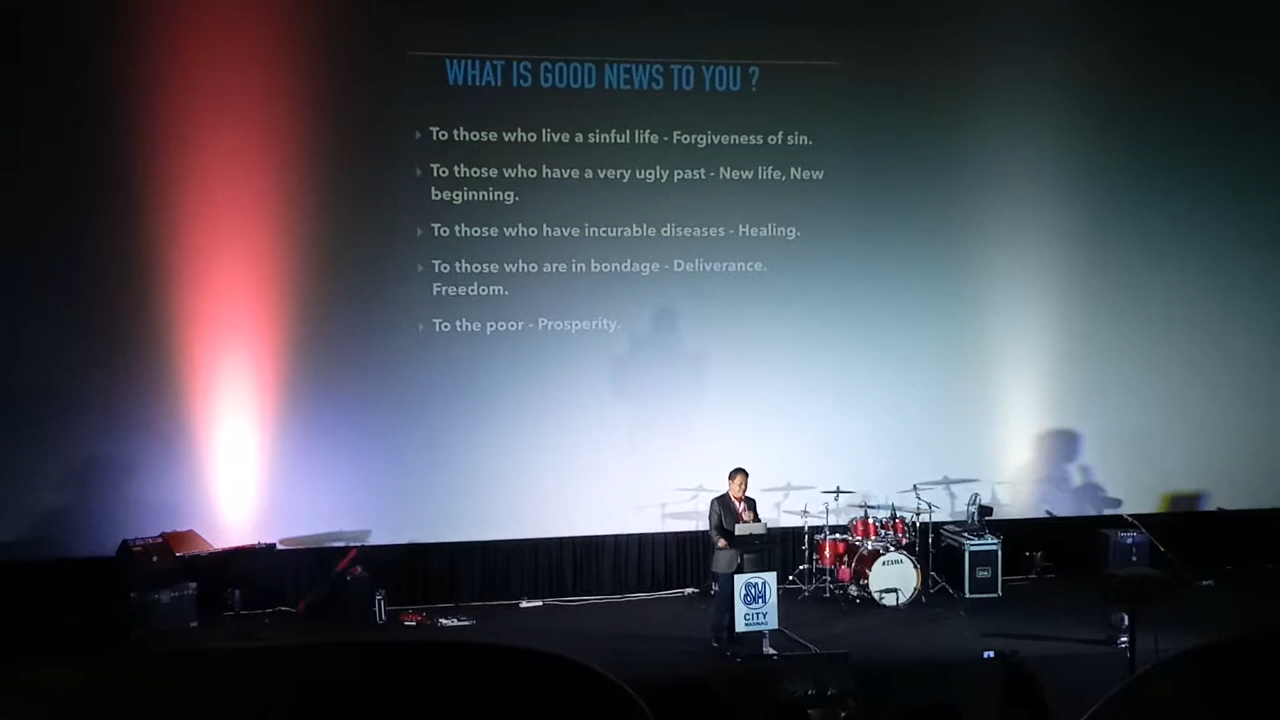 WHAT IS GOOD NEWS TO YOU ?
To those who live a sinful life - Forgiveness of sin.
To those who have a very ugly past - New life, New
beginning.
To those who have incurable diseases - Healing.
To those who are in bondage - Deliverance.
Freedom.
To the poor - Prosperity.
TAMA
SM
CITY
MASINAG